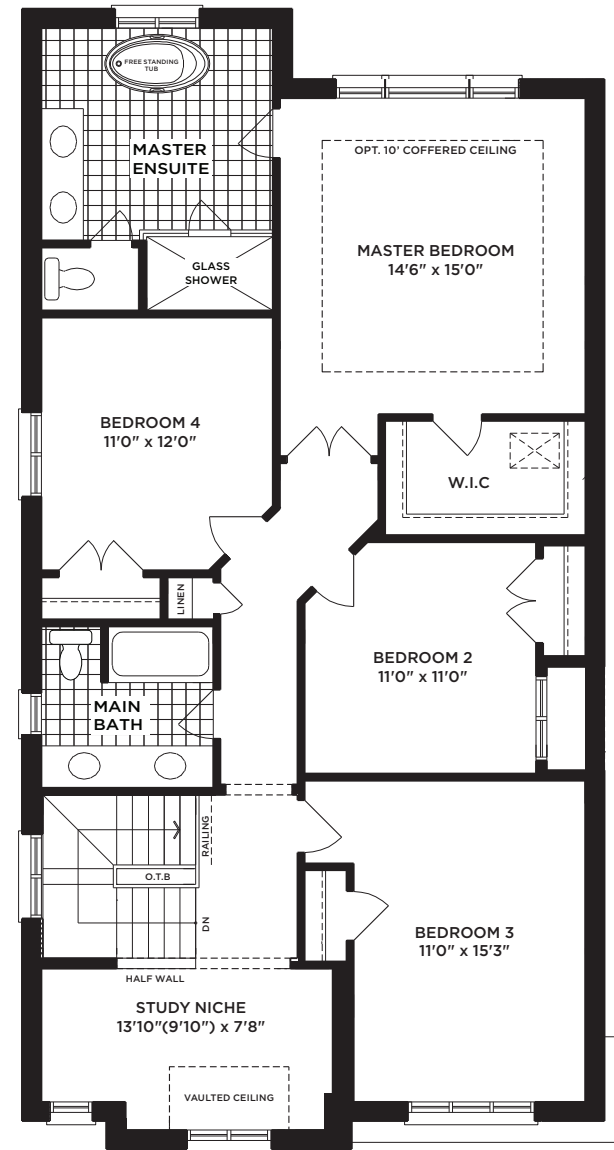 FREE STANDING
TUB
MASTER
ENSUITE
OPT. 10' COFFERED CEILING
MASTER BEDROOM
14'6" x 15'0"
GLASS
SHOWER
BEDROOM 4
11'0" x 12'0"
W.I.C
LINEN
BEDROOM 2
11'0" x 11'0"
MAIN
BATH
RAILING
O.T.B
DN
BEDROOM 3
11'0" x 15'3"
HALF WALL
STUDY NICHE
13'10"(9'10") x 7'8"
VAULTED CEILING